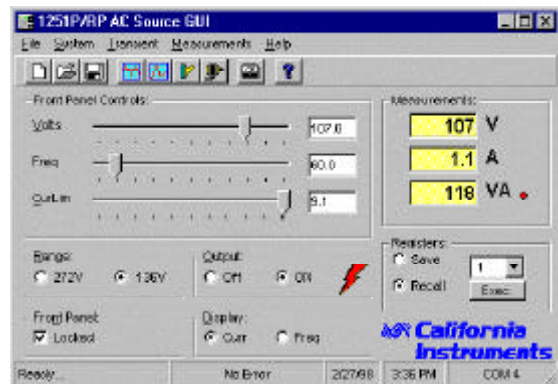 1251P/RP AC Source GUI
File System Transient Measurements Help
Front Panel Controls:
Volts
107.0
Freq
60.0
CurLim
9.1
Measurements:
107 V
1.1 A
118 VA
Range:
272V 136V
Output:
Off ON
Registers:
Save
Recall
1
Exec
Front Panel:
Locked
Display:
Curr Freq
California
Instruments
Ready... No Error 2/27/98 3:36 PM COM 4